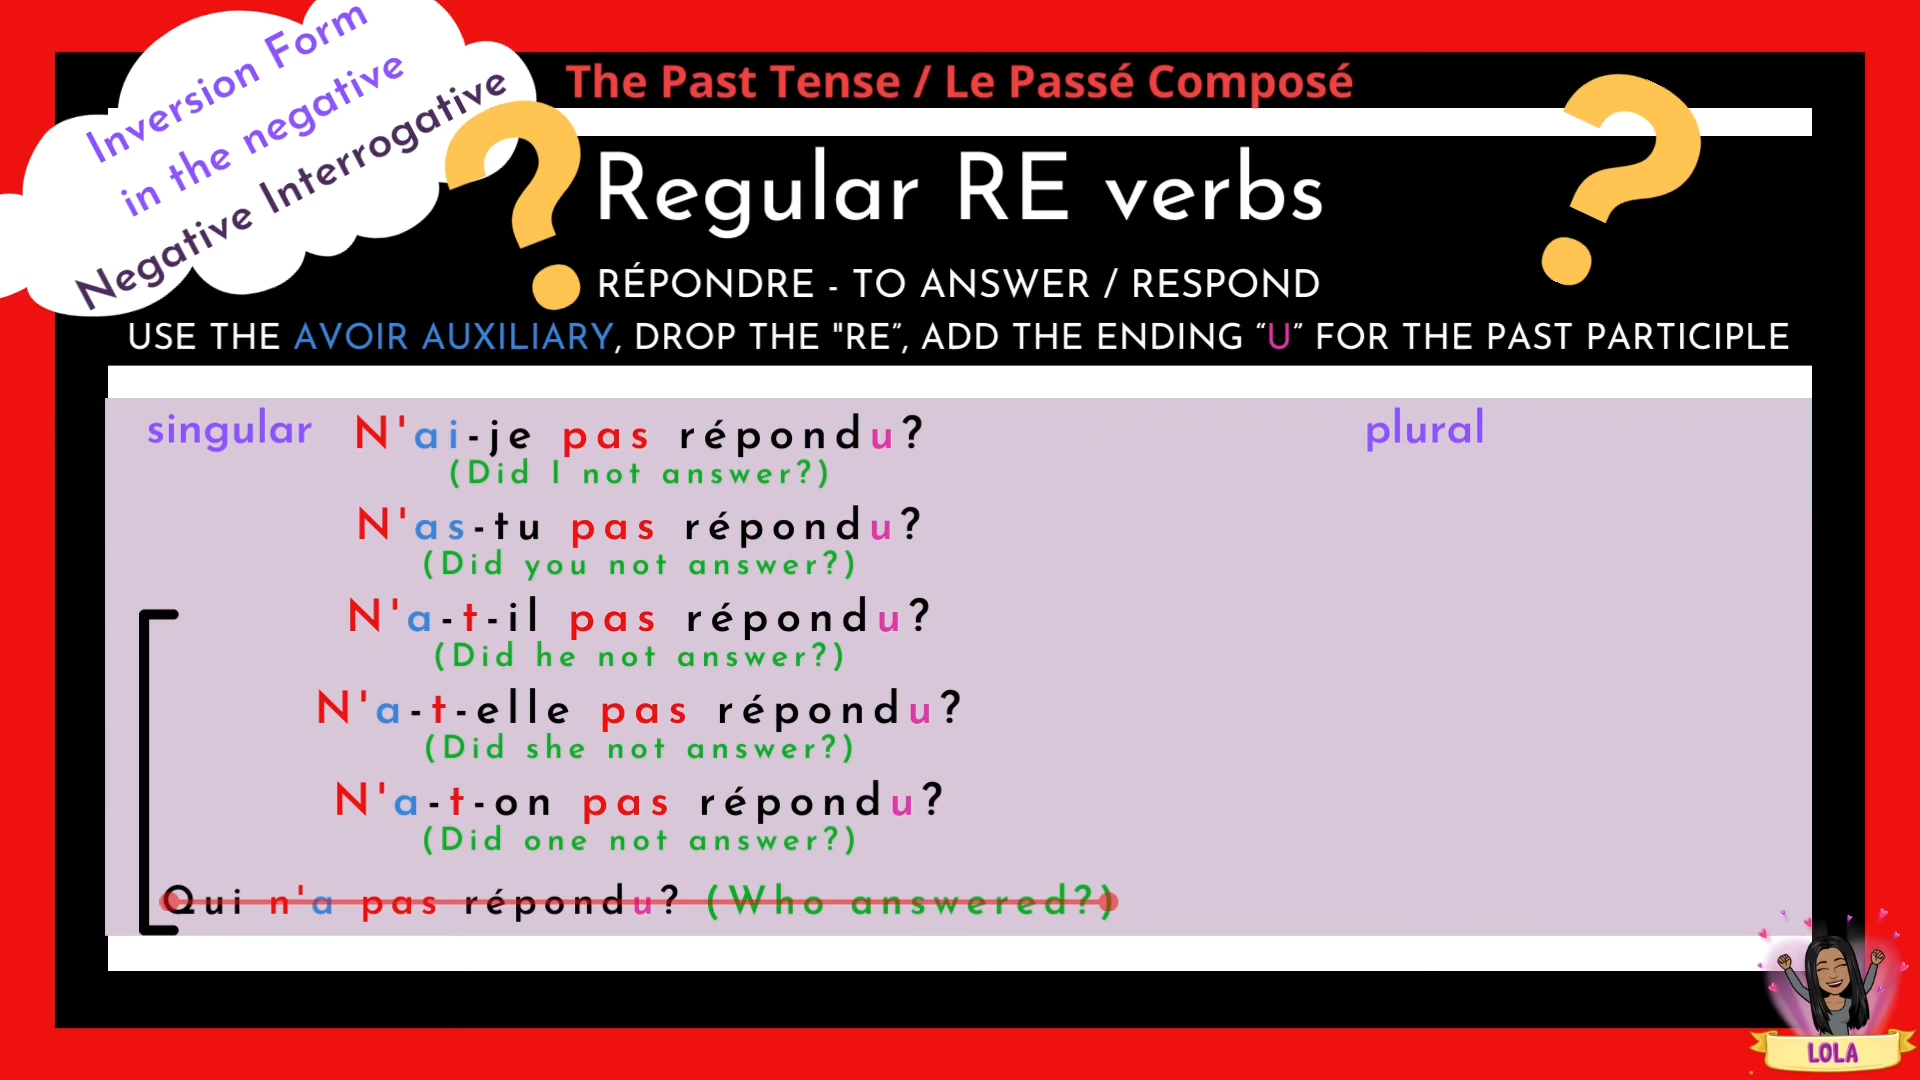 Inversion Form
in the negative
Negative Interrogative
The Past Tense / Le Passé Composé
Regular RE verbs
RÉPONDRE - TO ANSWER / RESPOND
USE THE AVOIR AUXILIARY, DROP THE "RE”, ADD THE ENDING “U” FOR THE PAST PARTICIPLE
singular
N'ai-je pas répondu?
(Did I not answer?)
N'as-tu pas répondu?
(Did you not answer?)
N'a-t-il pas répondu?
(Did he not answer?)
N'a-t-elle pas répondu?
(Did she not answer?)
N'a-t-on pas répondu?
(Did one not answer?)
Qui n'a pas répondu? (Who answered?)
plural
LOLA